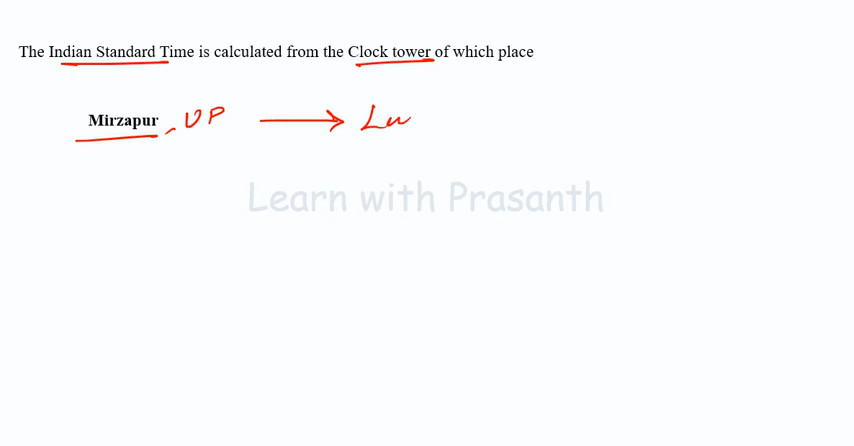 The Indian Standard Time is calculated from the Clock tower of which place
Mirzapur, UP → Lu
Learn with Prasanth